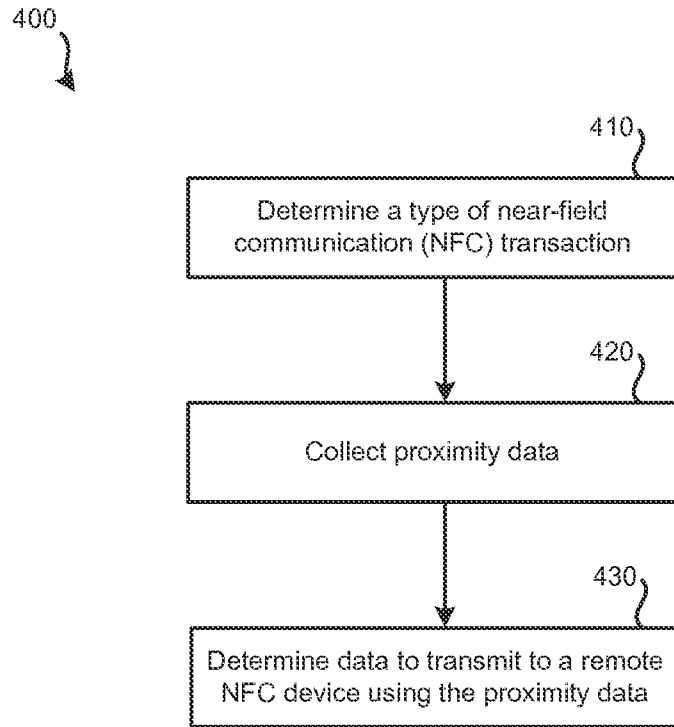 400
410
Determine a type of near-field
communication (NFC) transaction
420
Collect proximity data
430
Determine data to transmit to a remote
NFC device using the proximity data